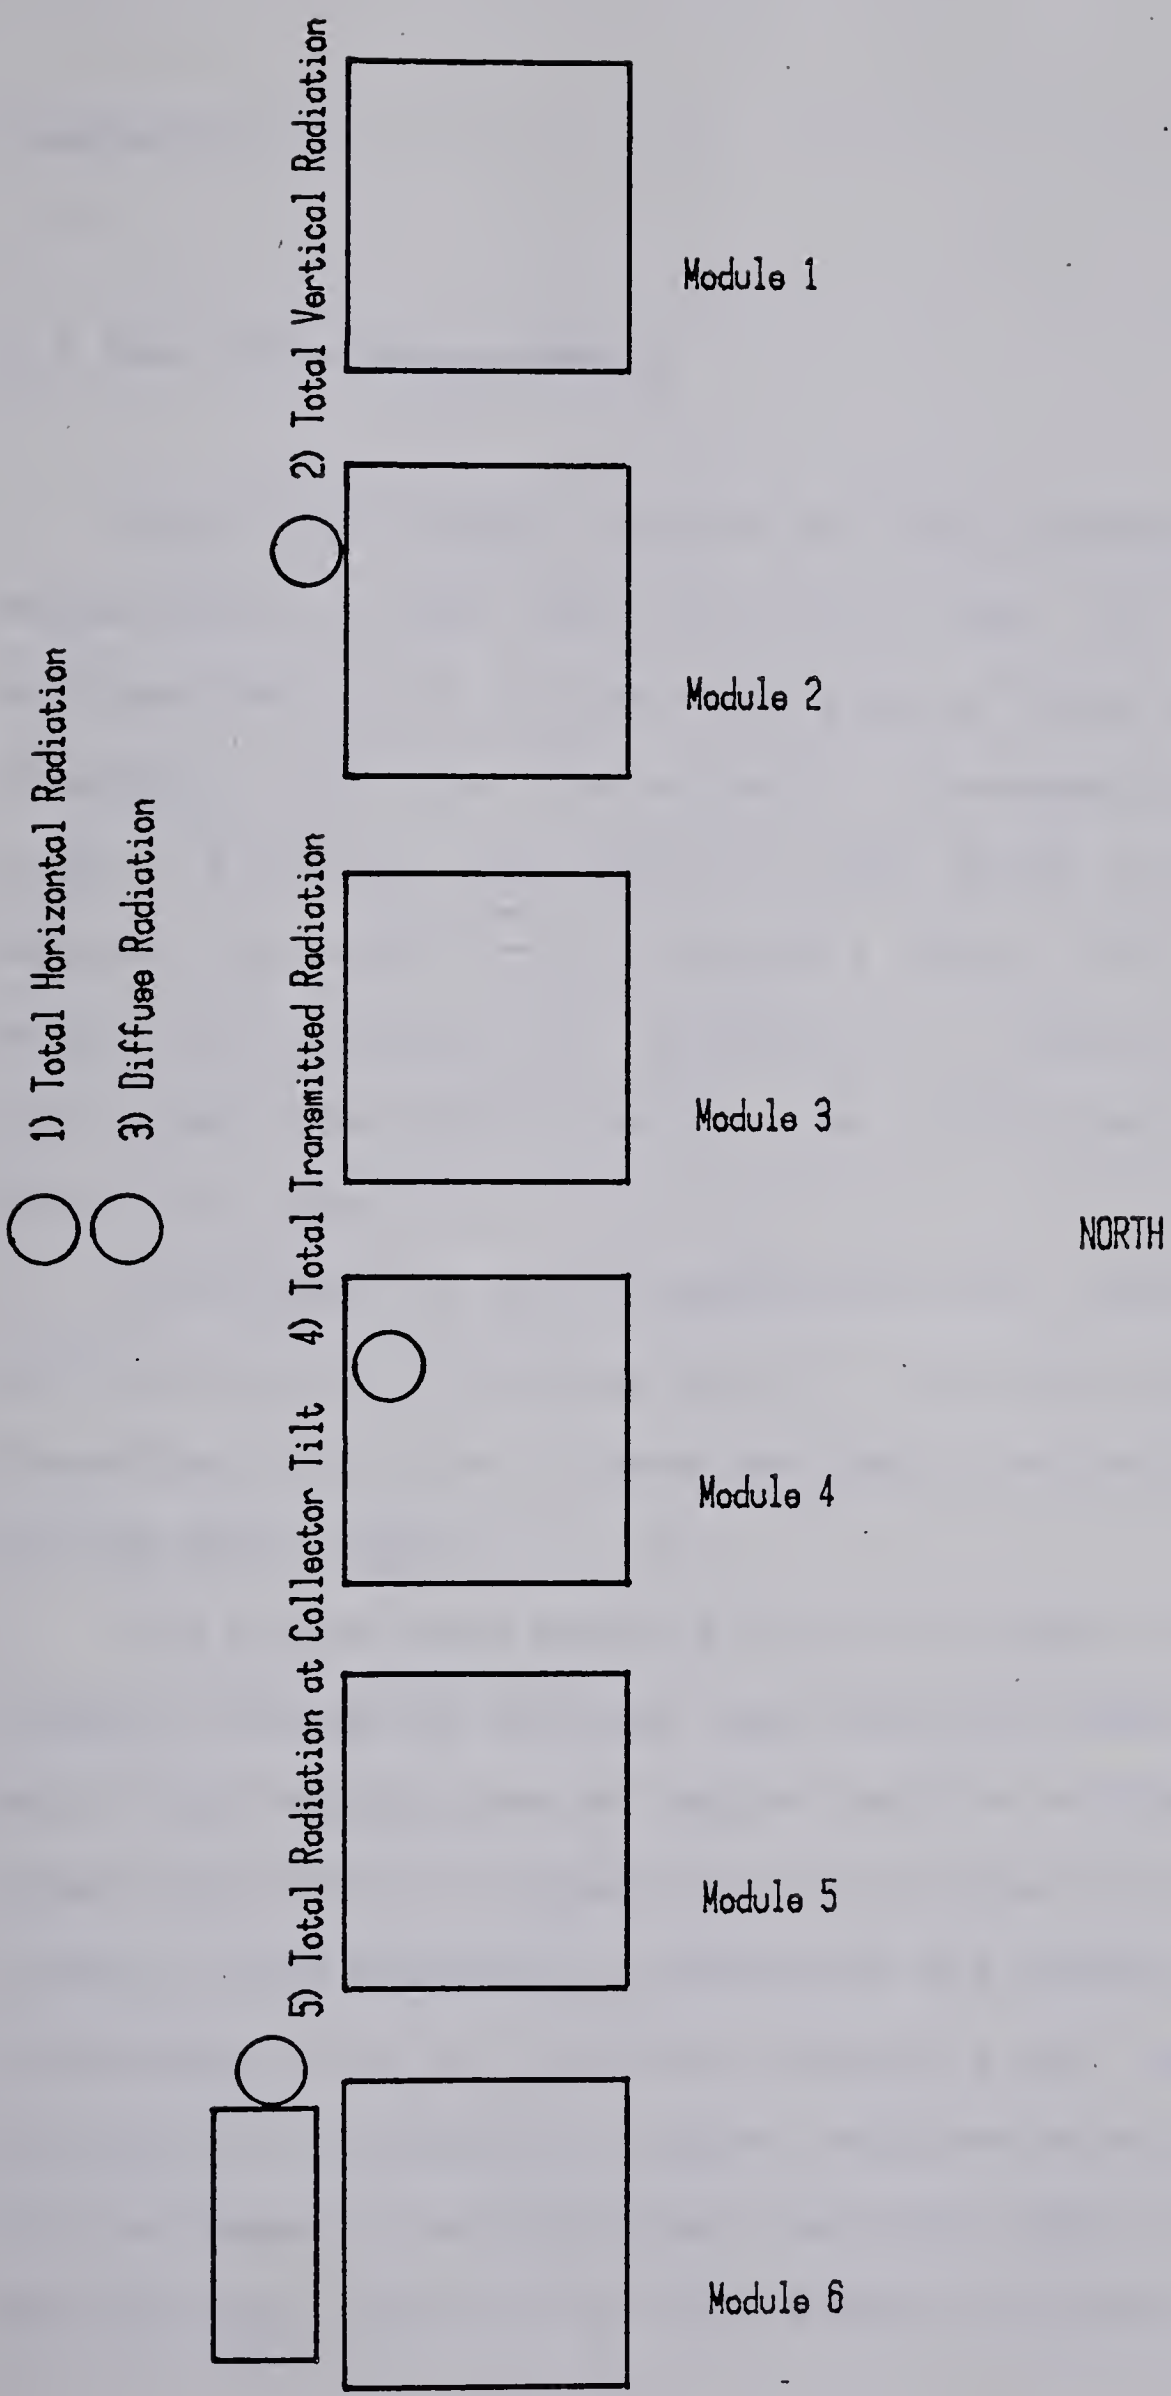 1) Total Horizontal Radiation
3) Diffuse Radiation
2) Total Vertical Radiation
4) Total Transmitted Radiation
5) Total Radiation at Collector Tilt
Module 1
Module 2
Module 3
Module 4
Module 5
Module 6
NORTH